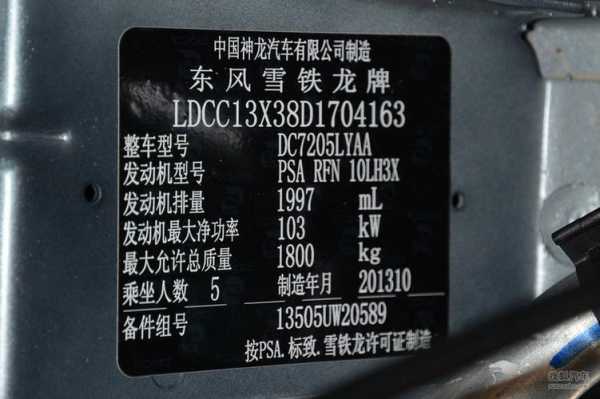 中国神龙汽车有限公司制造
东风雪铁龙牌
LDCC13X38D1704163
整车型号 DC7205LYAA
发动机型号 PSA RFN 10LH3X
发动机排量 1997 mL
发动机最大净功率 103 kW
最大允许总质量 1800 kg
乘坐人数 5 制造年月 201310
备件组号 13505UW20589
按PSA.标致.雪铁龙许可证制造
搜狐汽车